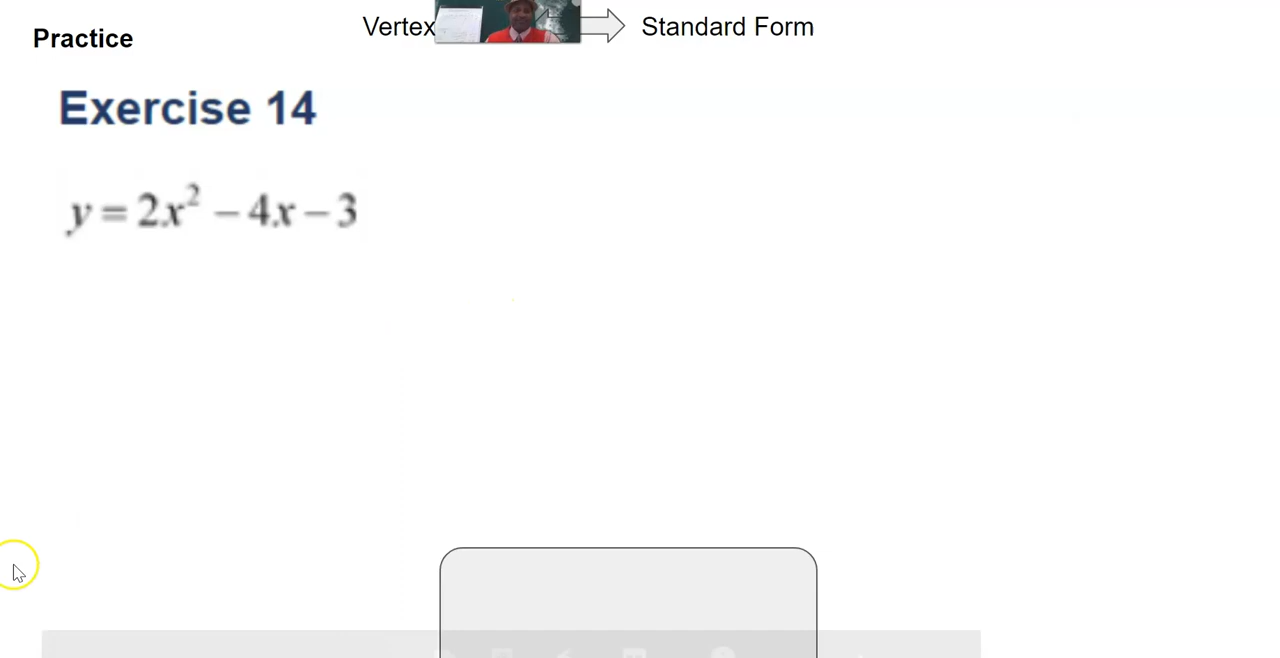 Vertex Standard Form
Practice
Exercise 14
y = 2x² − 4x − 3